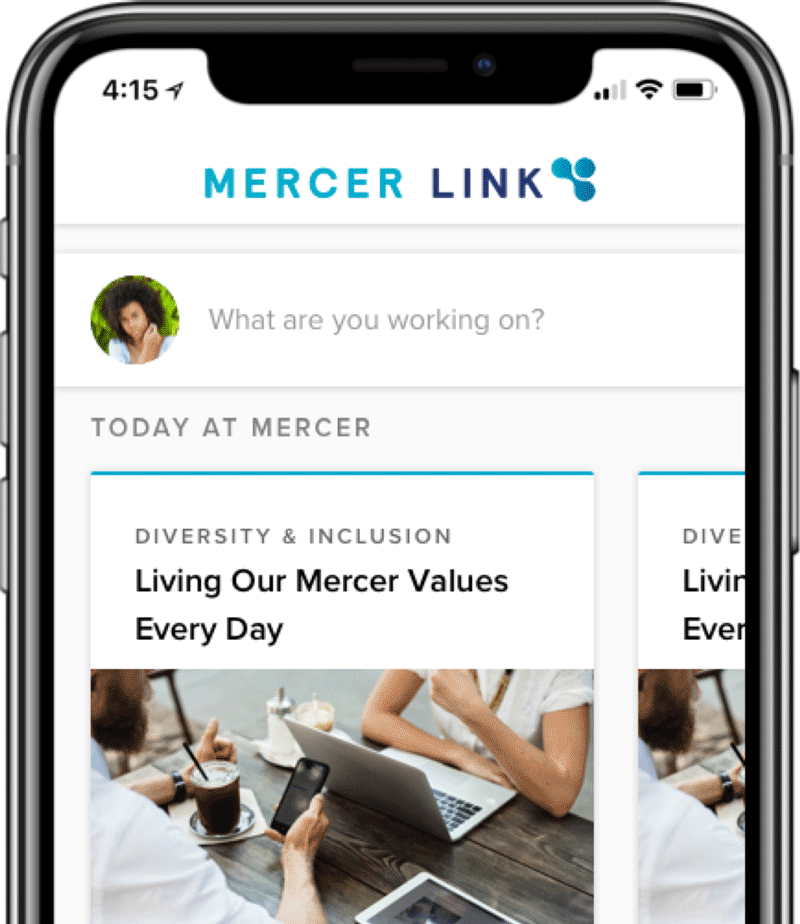 4:15
MERCER LINK
What are you working on?
TODAY AT MERCER
DIVERSITY & INCLUSION
Living Our Mercer Values
Every Day
DIVE
Livin
Ever